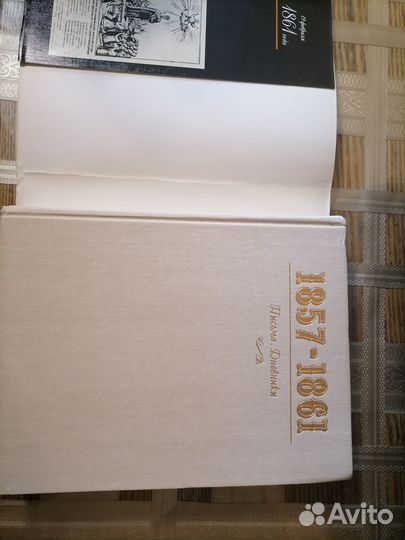 19 февраля
1861 года
1857-1861
Письма. Дневники
Avito